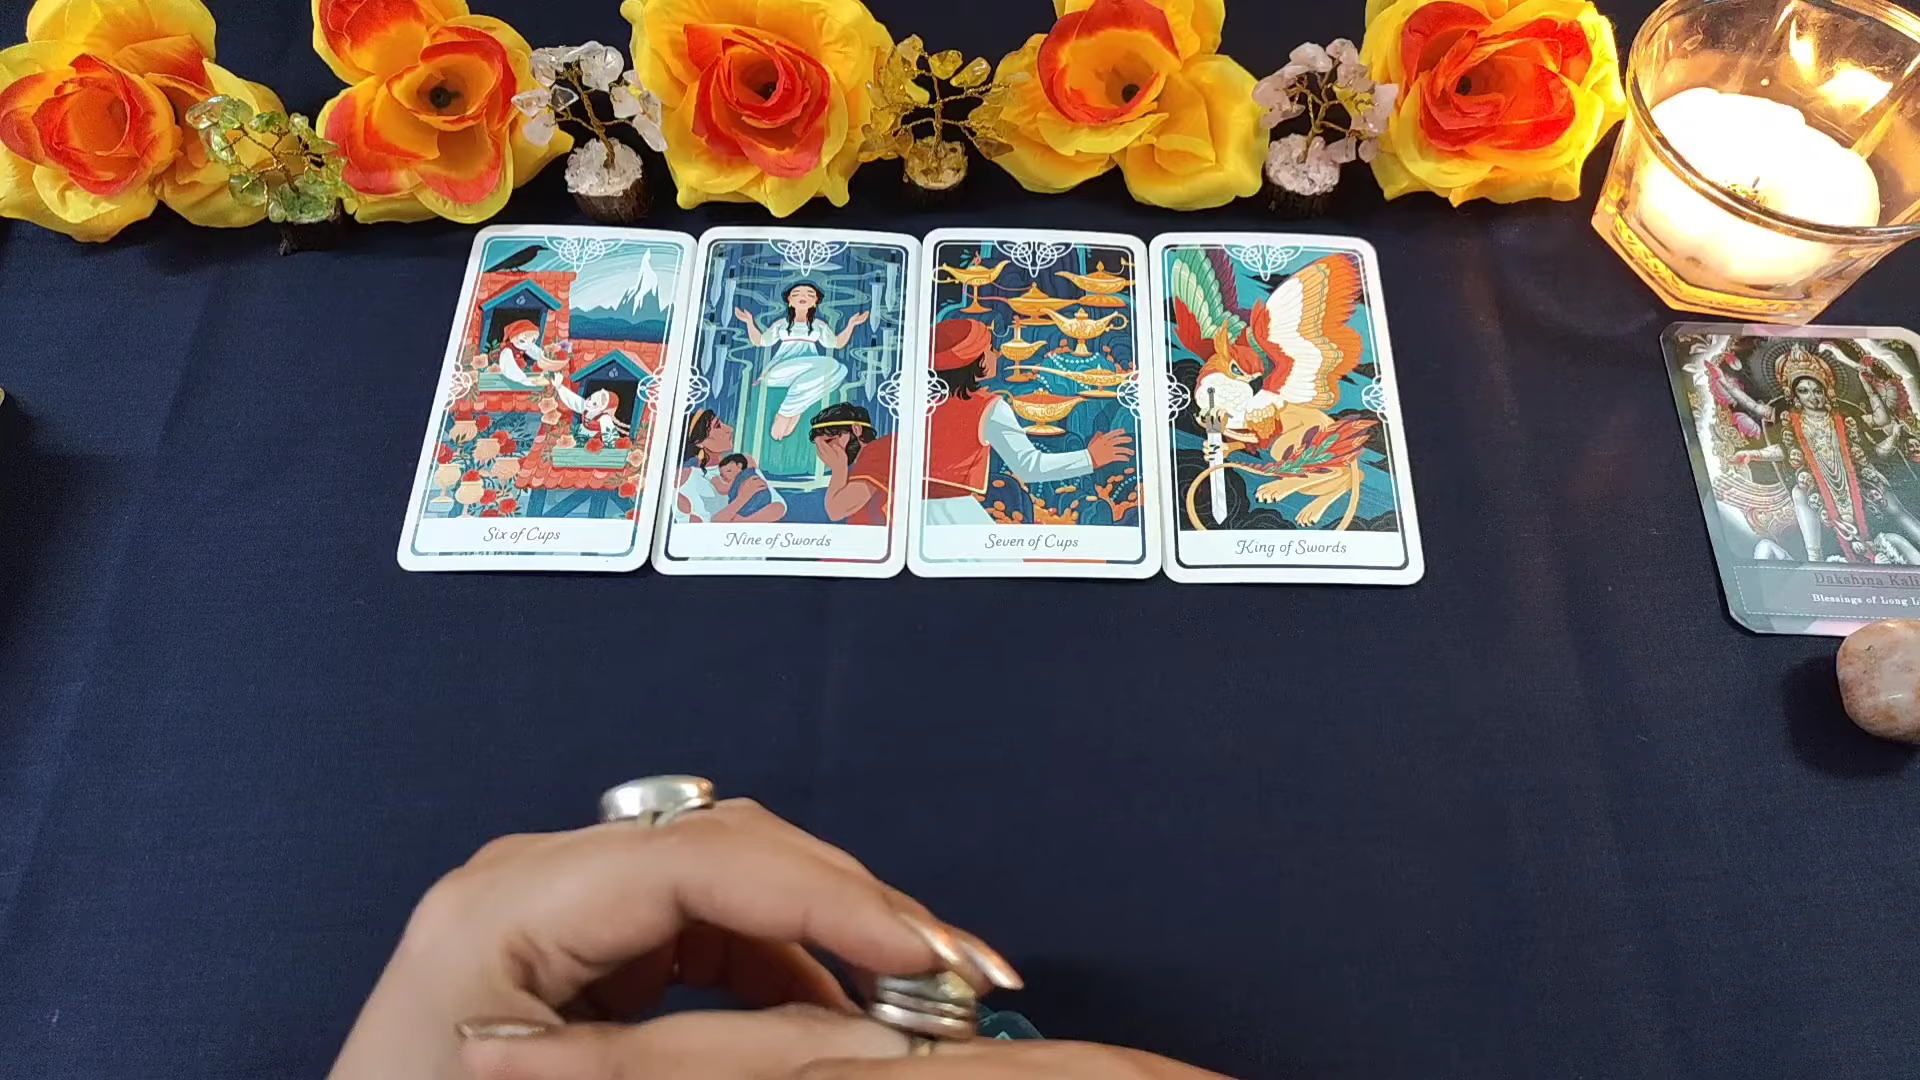 Six of Cups
Nine of Swords
Seven of Cups
King of Swords
Dakshina Kali
Blessings of Long